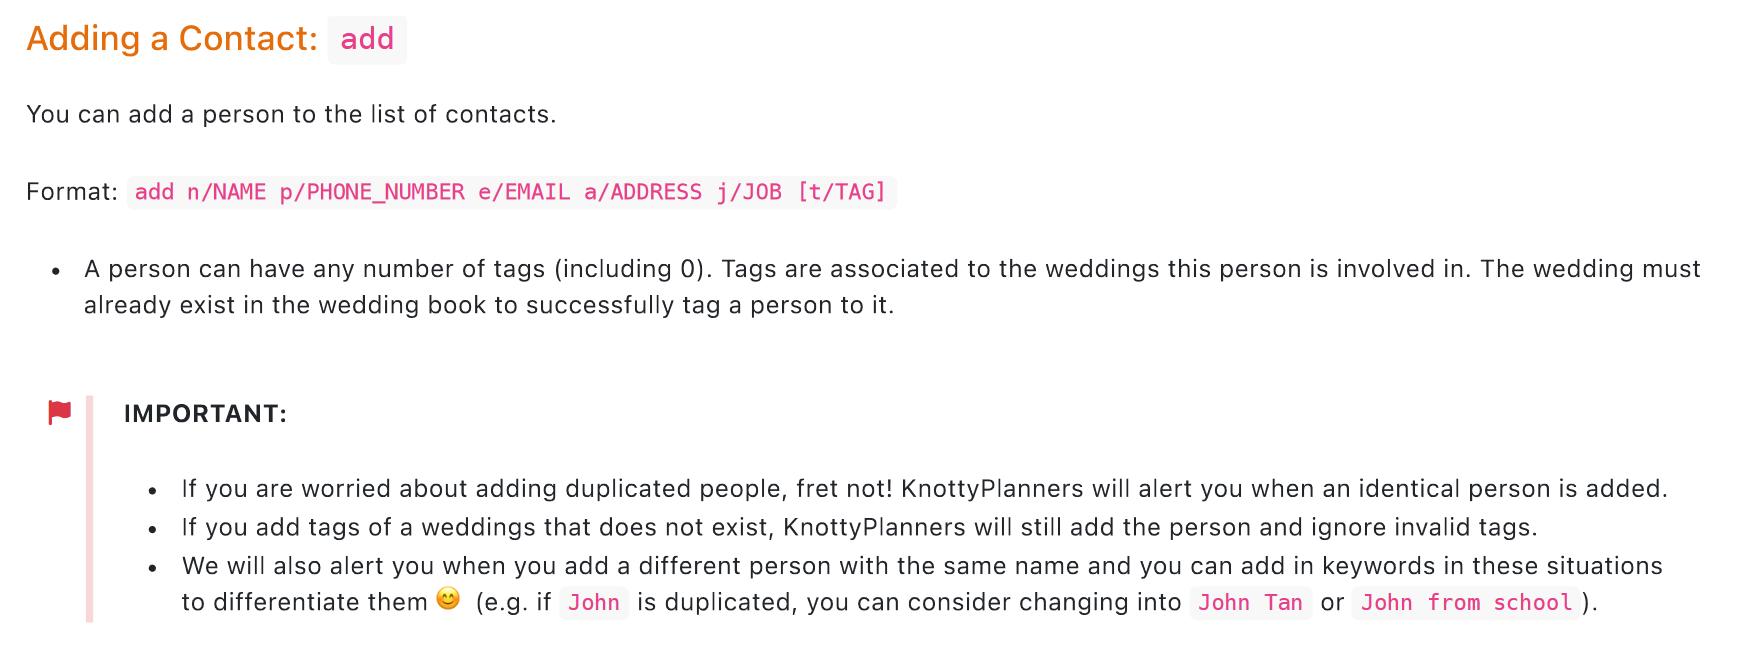 Adding a Contact: add
You can add a person to the list of contacts.
Format: add n/NAME p/PHONE_NUMBER e/EMAIL a/ADDRESS j/JOB [t/TAG]
• A person can have any number of tags (including 0). Tags are associated to the weddings this person is involved in. The wedding must
already exist in the wedding book to successfully tag a person to it.
IMPORTANT:
• If you are worried about adding duplicated people, fret not! KnottyPlanners will alert you when an identical person is added.
• If you add tags of a weddings that does not exist, KnottyPlanners will still add the person and ignore invalid tags.
• We will also alert you when you add a different person with the same name and you can add in keywords in these situations
to differentiate them 😊 (e.g. if John is duplicated, you can consider changing into John Tan or John from school).